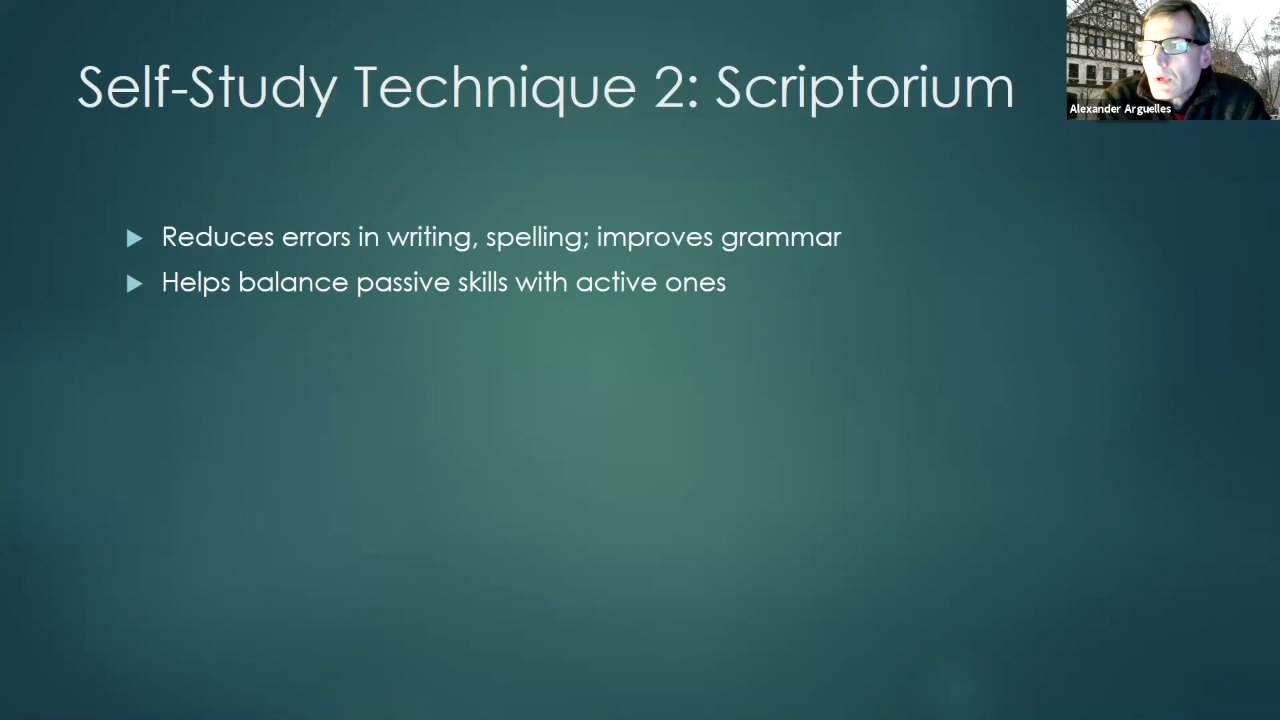 Self-Study Technique 2: Scriptorium
Alexander Arguelles
Reduces errors in writing, spelling; improves grammar
Helps balance passive skills with active ones